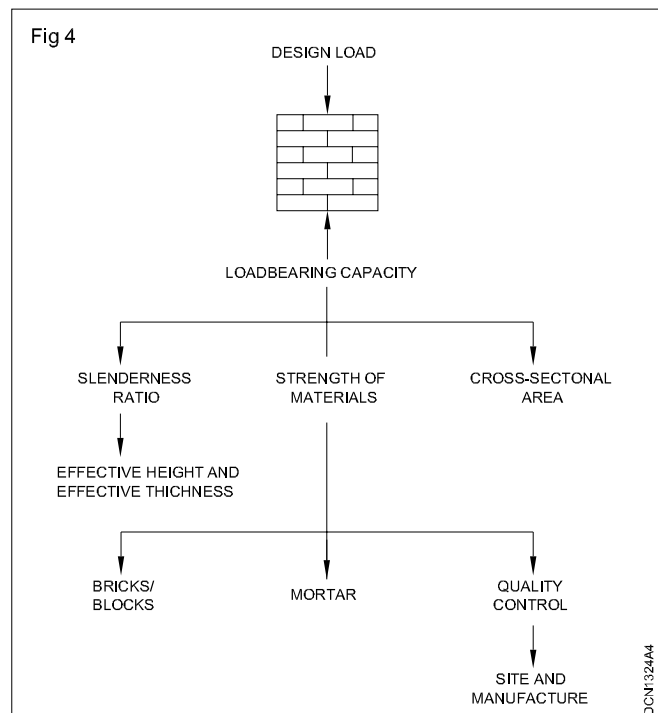 Fig 4
DESIGN LOAD
LOADBEARING CAPACITY
SLENDERNESS
RATIO
STRENGTH OF
MATERIALS
CROSS-SECTONAL
AREA
EFFECTIVE HEIGHT AND
EFFECTIVE THICHNESS
BRICKS/
BLOCKS
MORTAR
QUALITY
CONTROL
SITE AND
MANUFACTURE
DCN1324A4